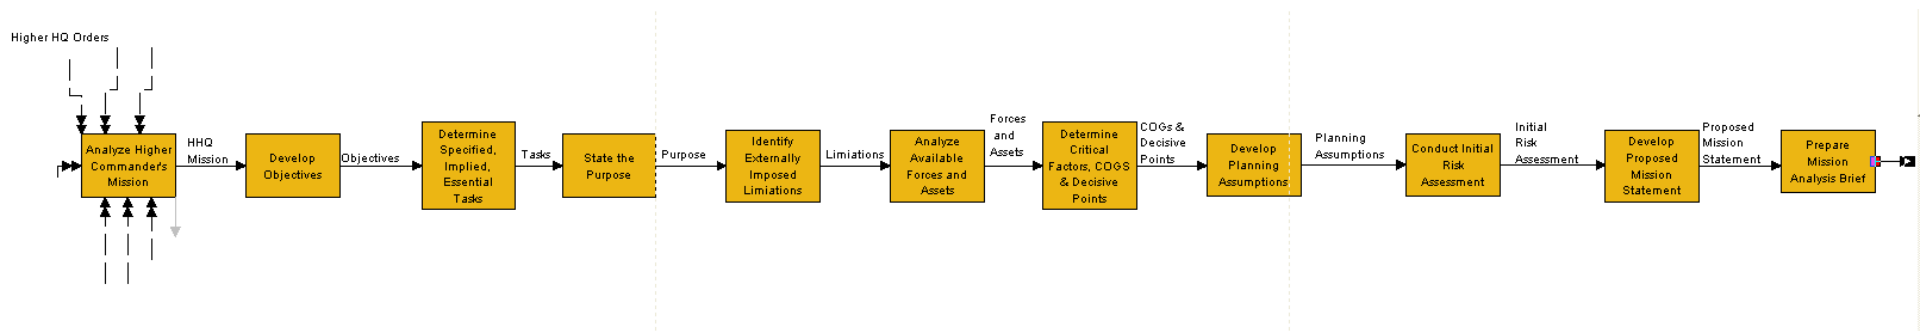 Higher HQ Orders
Analyze Higher
Commander's
Mission
HHQ
Mission
Develop
Objectives
Objectives
Determine
Specified,
Implied,
Essential
Tasks
Tasks
State the
Purpose
Purpose
Identify
Externally
Imposed
Limiations
Limiations
Analyze
Available
Forces and
Assets
Forces
and
Assets
Determine
Critical
Factors, COGS
& Decisive
Points
COGs &
Decisive
Points
Develop
Planning
Assumptions
Planning
Assumptions
Conduct Initial
Risk
Assessment
Initial
Risk
Assessment
Develop
Proposed
Mission
Statement
Proposed
Mission
Statement
Prepare
Mission
Analysis Brief